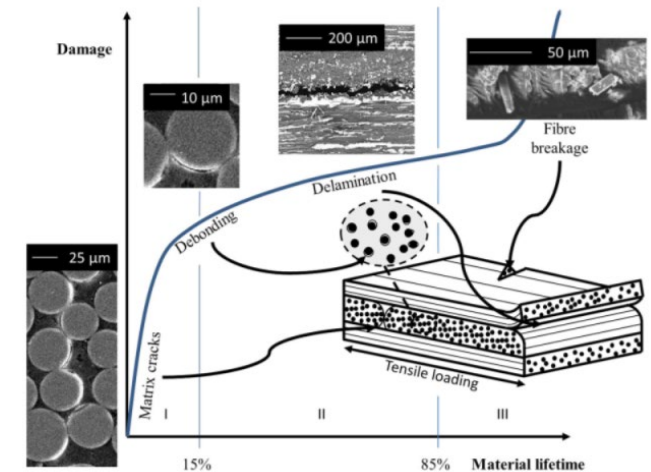 Damage
200 μm
50 μm
10 μm
Fibre
breakage
Delamination
Debonding
25 μm
Matrix cracks
Tensile loading
I
II
III
15%
85%
Material lifetime